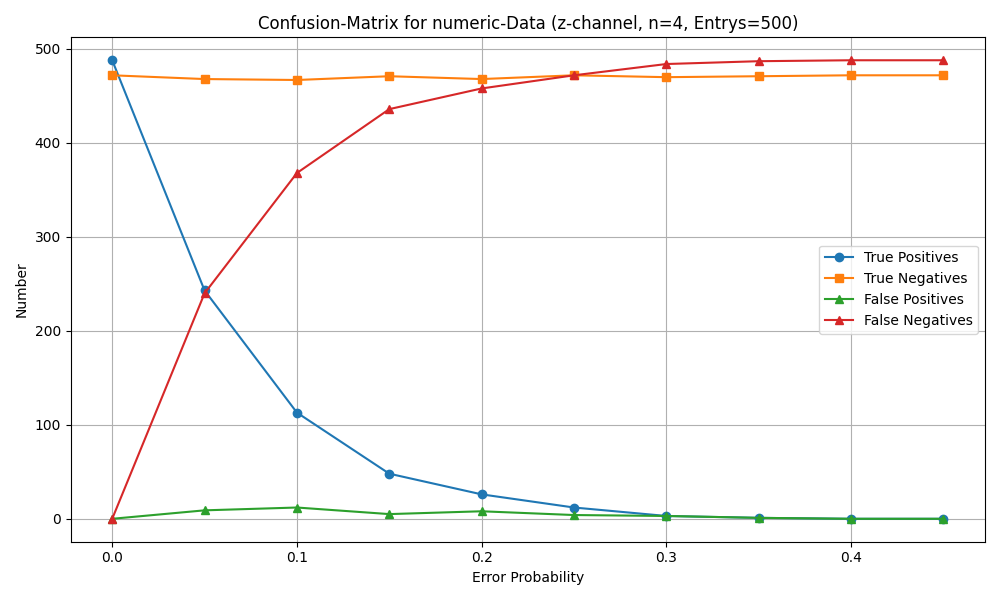 Confusion-Matrix for numeric-Data (z-channel, n=4, Entrys=500)
500
400
300
200
100
0
Number
True Positives
True Negatives
False Positives
False Negatives
0.0 0.1 0.2 0.3 0.4
Error Probability